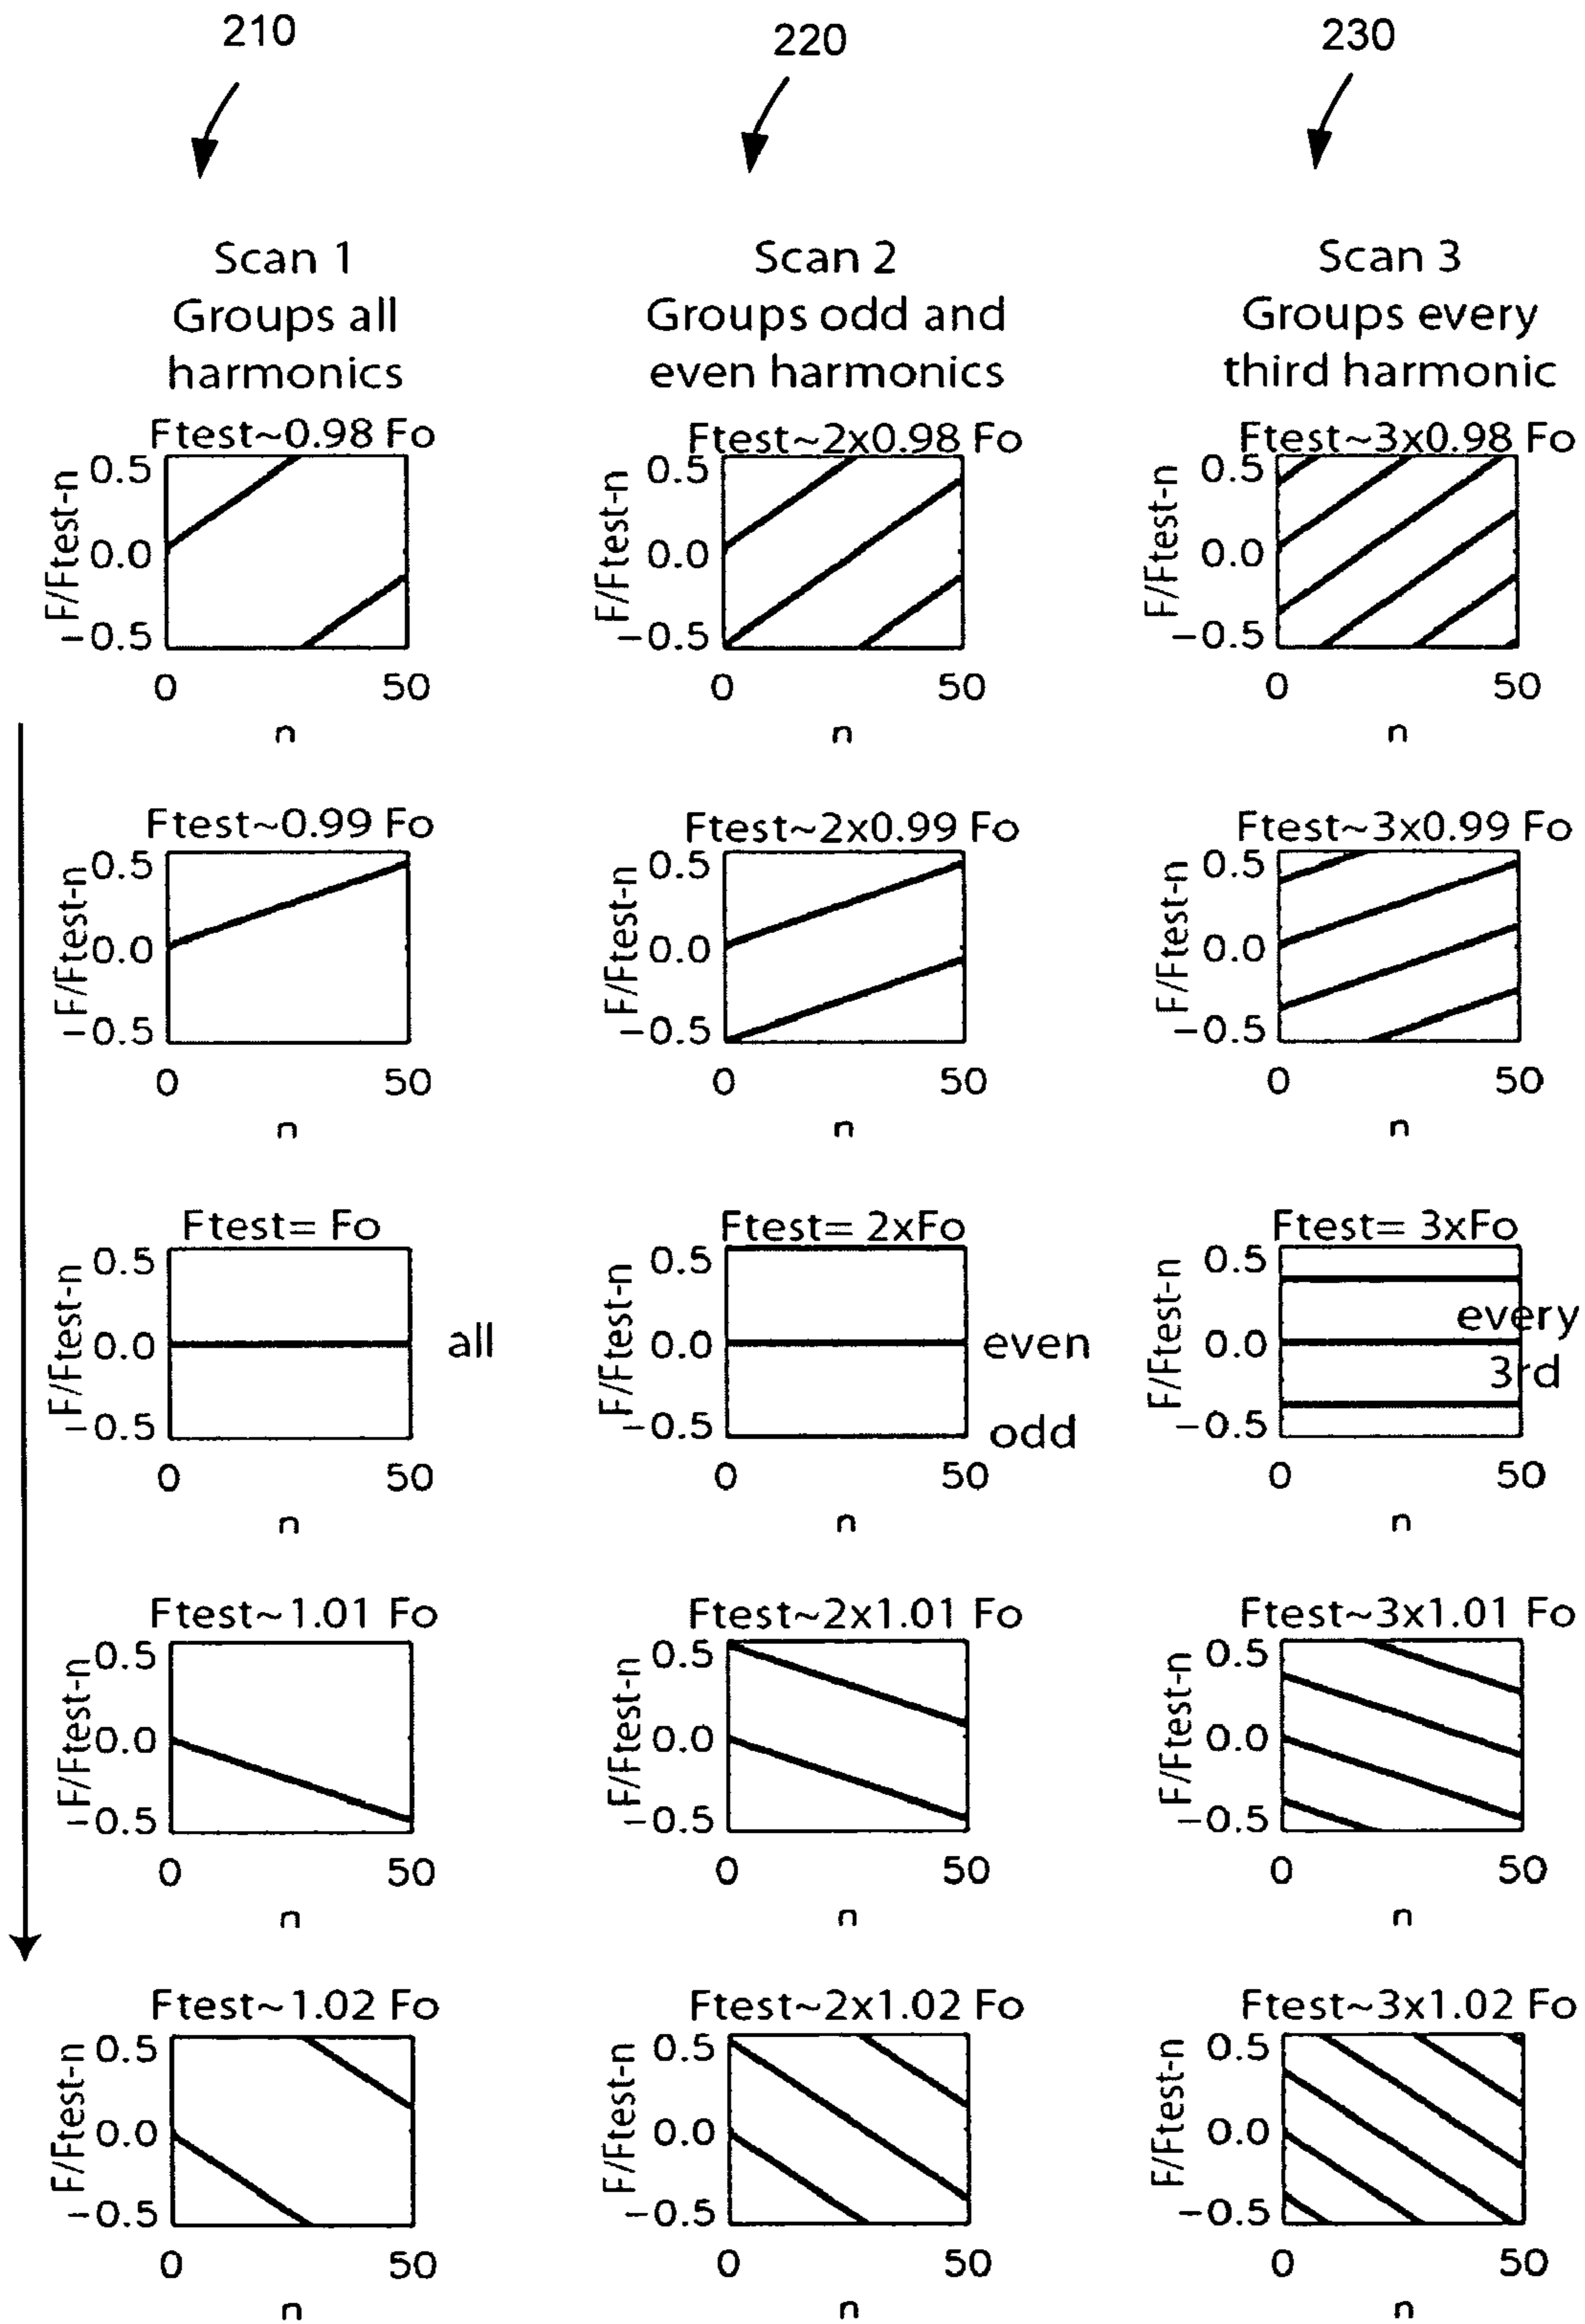 210
220
230
Scan 1
Groups all
harmonics
Scan 2
Groups odd and
even harmonics
Scan 3
Groups every
third harmonic
Ftest~0.98 Fo
F/Ftest-n
0.5
0.0
−0.5
0
50
n
Ftest~2x0.98 Fo
F/Ftest-n
0.5
0.0
−0.5
0
50
n
Ftest~3x0.98 Fo
F/Ftest-n
0.5
0.0
−0.5
0
50
n
Ftest~0.99 Fo
F/Ftest-n
0.5
0.0
−0.5
0
50
n
Ftest~2x0.99 Fo
F/Ftest-n
0.5
0.0
−0.5
0
50
n
Ftest~3x0.99 Fo
F/Ftest-n
0.5
0.0
−0.5
0
50
n
Ftest= Fo
F/Ftest-n
0.5
0.0
−0.5
0
50
n
all
Ftest= 2xFo
F/Ftest-n
0.5
0.0
−0.5
0
50
n
even
odd
Ftest= 3xFo
F/Ftest-n
0.5
0.0
−0.5
0
50
n
every
3rd
Ftest~1.01 Fo
F/Ftest-n
0.5
0.0
−0.5
0
50
n
Ftest~2x1.01 Fo
F/Ftest-n
0.5
0.0
−0.5
0
50
n
Ftest~3x1.01 Fo
F/Ftest-n
0.5
0.0
−0.5
0
50
n
Ftest~1.02 Fo
F/Ftest-n
0.5
0.0
−0.5
0
50
n
Ftest~2x1.02 Fo
F/Ftest-n
0.5
0.0
−0.5
0
50
n
Ftest~3x1.02 Fo
F/Ftest-n
0.5
0.0
−0.5
0
50
n